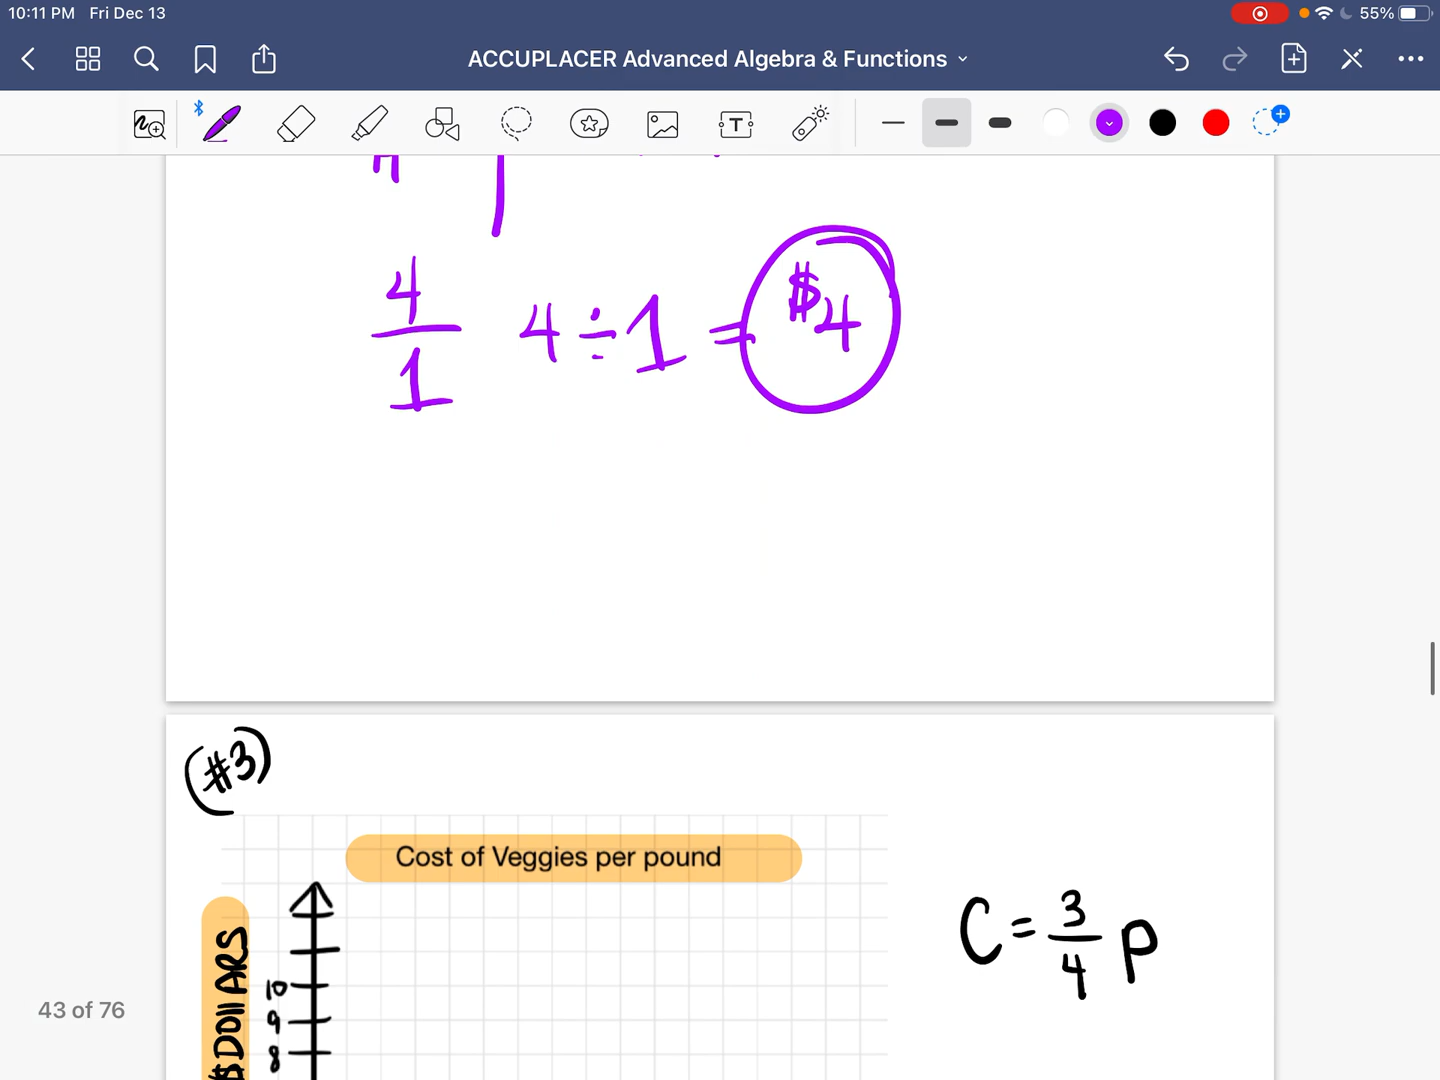 10:11 PM Fri Dec 13
55%
ACCUPLACER Advanced Algebra & Functions
T
4
1
4 ÷ 1 = $4
(#3)
Cost of Veggies per pound
$DOllARS
10
9
8
C = 3/4 p
43 of 76